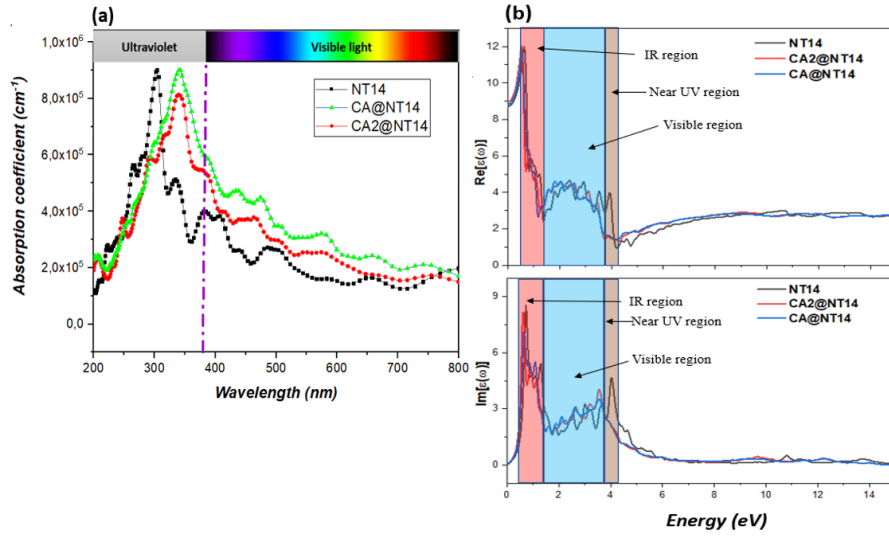 (a)
Ultraviolet
Visible light
1,0x10⁶
8,0x10⁵
6,0x10⁵
4,0x10⁵
2,0x10⁵
0,0
Absorption coefficient (cm⁻¹)
NT14
CA@NT14
CA2@NT14
200 300 400 500 600 700 800
Wavelength (nm)
(b)
12
10
8
6
4
2
0
Re[ε(ω)]
IR region
Near UV region
Visible region
NT14
CA2@NT14
CA@NT14
9
6
3
0
Im[ε(ω)]
IR region
Near UV region
Visible region
NT14
CA2@NT14
CA@NT14
0 2 4 6 8 10 12 14
Energy (eV)